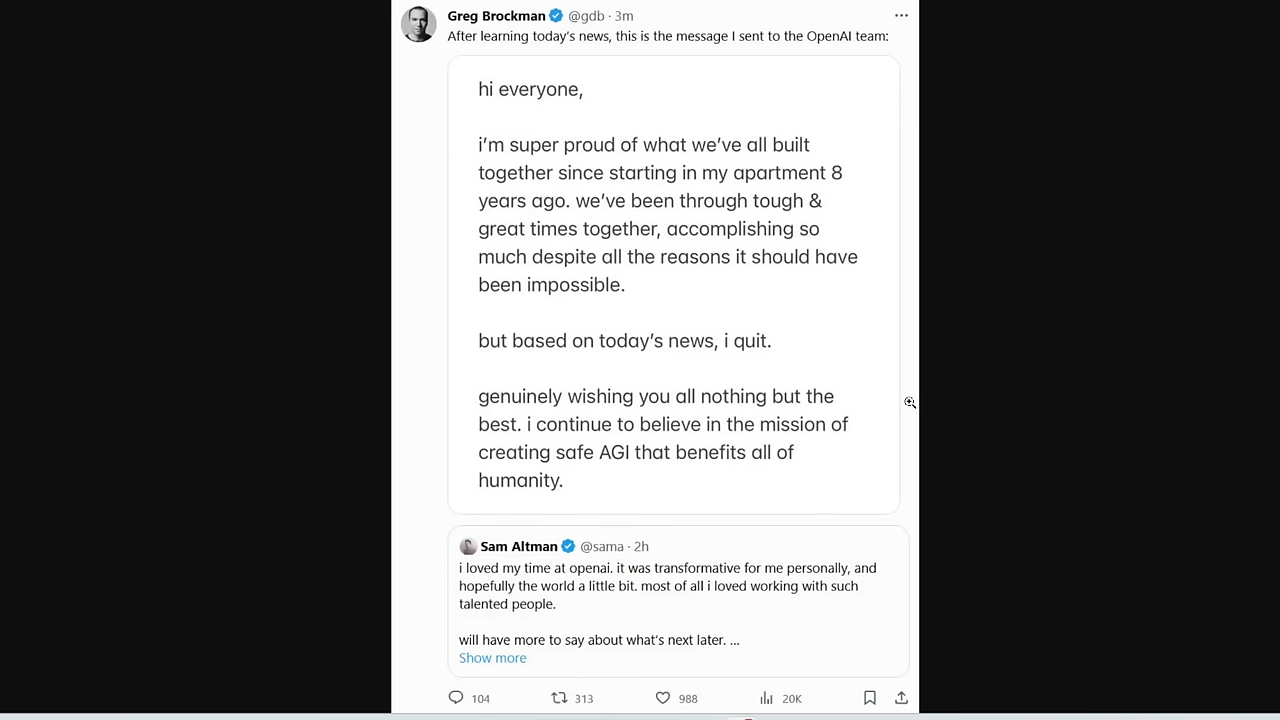 Greg Brockman @gdb · 3m
After learning today's news, this is the message I sent to the OpenAI team:
hi everyone,
i'm super proud of what we've all built
together since starting in my apartment 8
years ago. we've been through tough &
great times together, accomplishing so
much despite all the reasons it should have
been impossible.
but based on today's news, i quit.
genuinely wishing you all nothing but the
best. i continue to believe in the mission of
creating safe AGI that benefits all of
humanity.
Sam Altman @sama · 2h
i loved my time at openai. it was transformative for me personally, and
hopefully the world a little bit. most of all i loved working with such
talented people.
will have more to say about what's next later. ...
Show more
104 313 988 20K